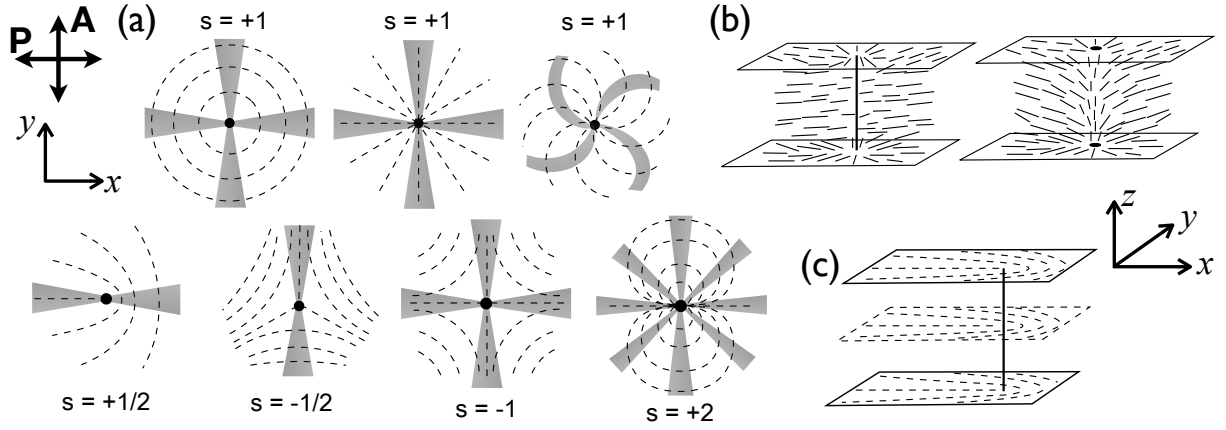 A
P
y
x
(a)
s = +1
s = +1
s = +1
s = +1/2
s = -1/2
s = -1
s = +2
(b)
z
y
x
(c)